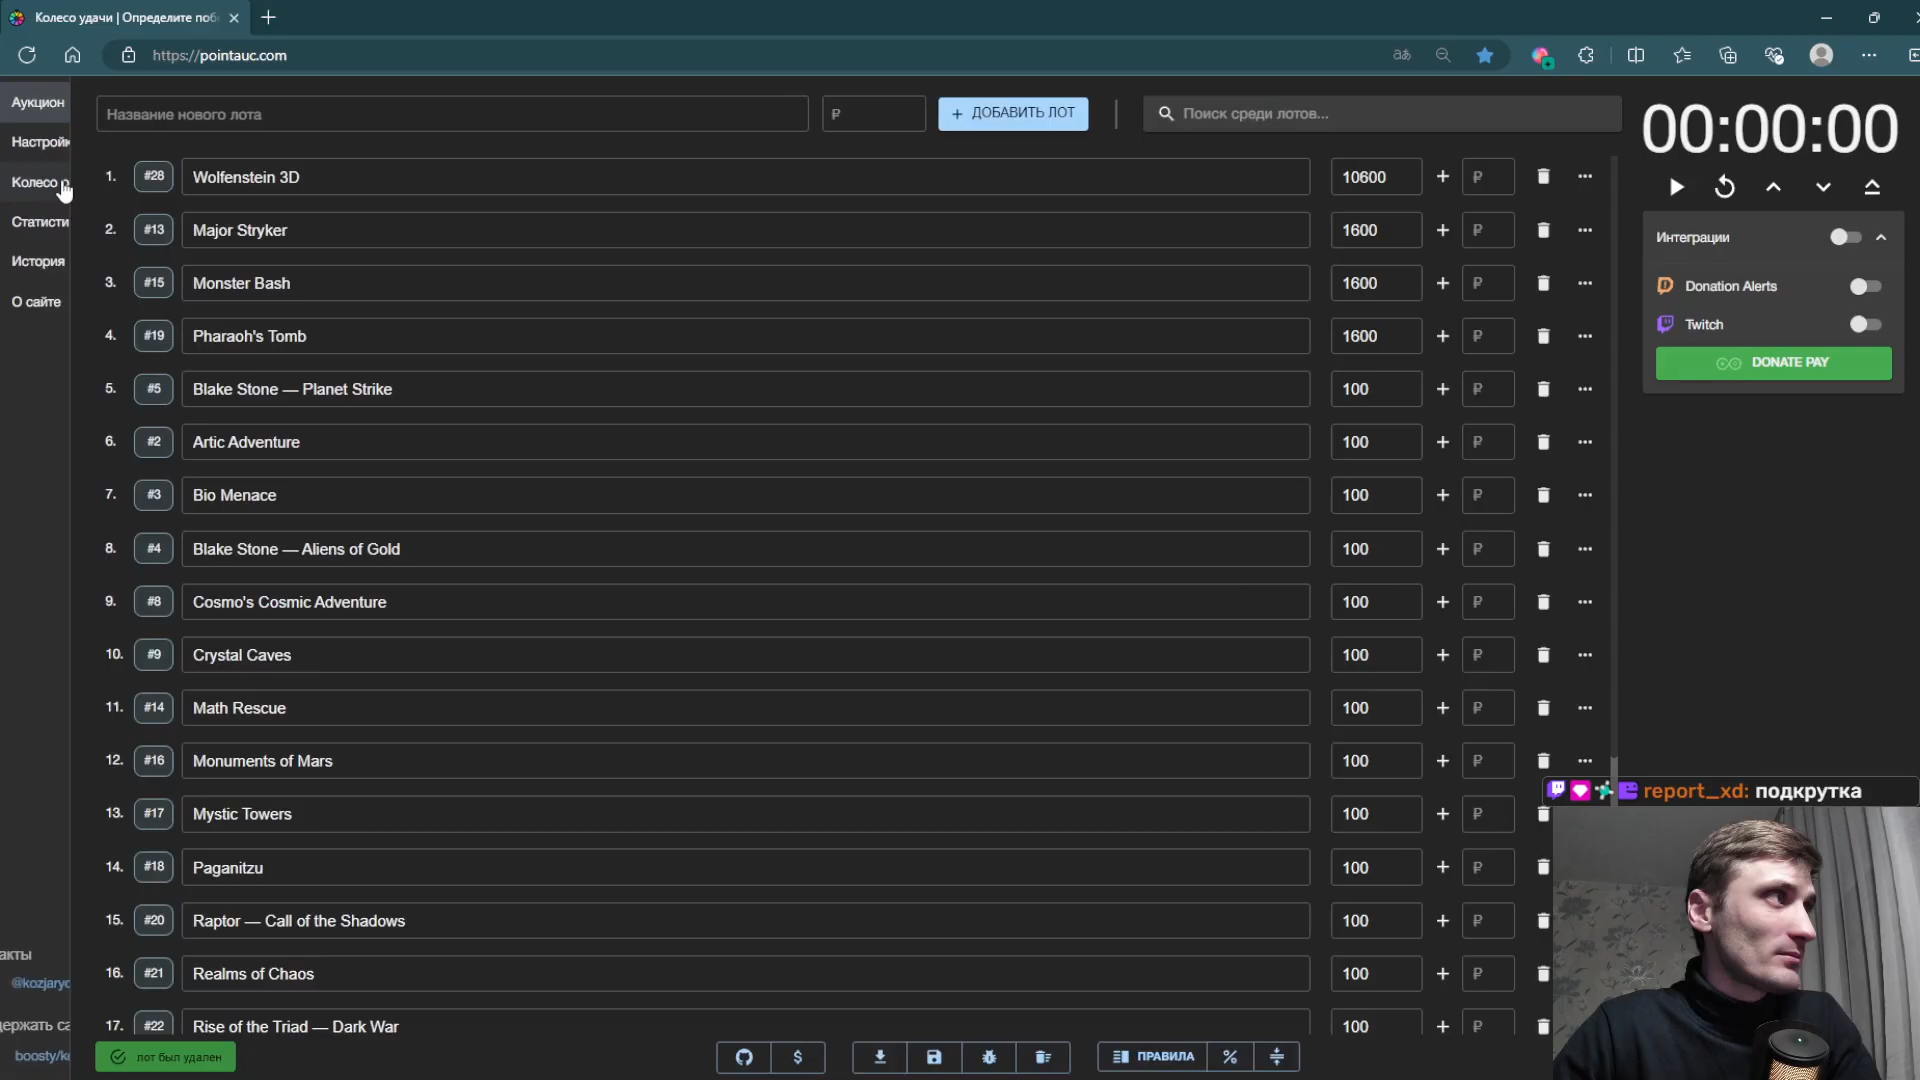 Колесо удачи | Определите поб
https://pointauc.com
Аукцион
Настройк
Колесо
Статисти
История
О сайте
акты
@kozjaryc
держать са
boosty/k
Название нового лота
₽
+ ДОБАВИТЬ ЛОТ
Поиск среди лотов...
1. #28 Wolfenstein 3D 10600 + ₽
2. #13 Major Stryker 1600 + ₽
3. #15 Monster Bash 1600 + ₽
4. #19 Pharaoh's Tomb 1600 + ₽
5. #5 Blake Stone — Planet Strike 100 + ₽
6. #2 Artic Adventure 100 + ₽
7. #3 Bio Menace 100 + ₽
8. #4 Blake Stone — Aliens of Gold 100 + ₽
9. #8 Cosmo's Cosmic Adventure 100 + ₽
10. #9 Crystal Caves 100 + ₽
11. #14 Math Rescue 100 + ₽
12. #16 Monuments of Mars 100 + ₽
13. #17 Mystic Towers 100 + ₽
14. #18 Paganitzu 100 + ₽
15. #20 Raptor — Call of the Shadows 100 + ₽
16. #21 Realms of Chaos 100 + ₽
17. #22 Rise of the Triad — Dark War 100 + ₽
лот был удален
$
ПРАВИЛА
%
00:00:00
Интеграции
Donation Alerts
Twitch
DONATE PAY
report_xd: подкрутка